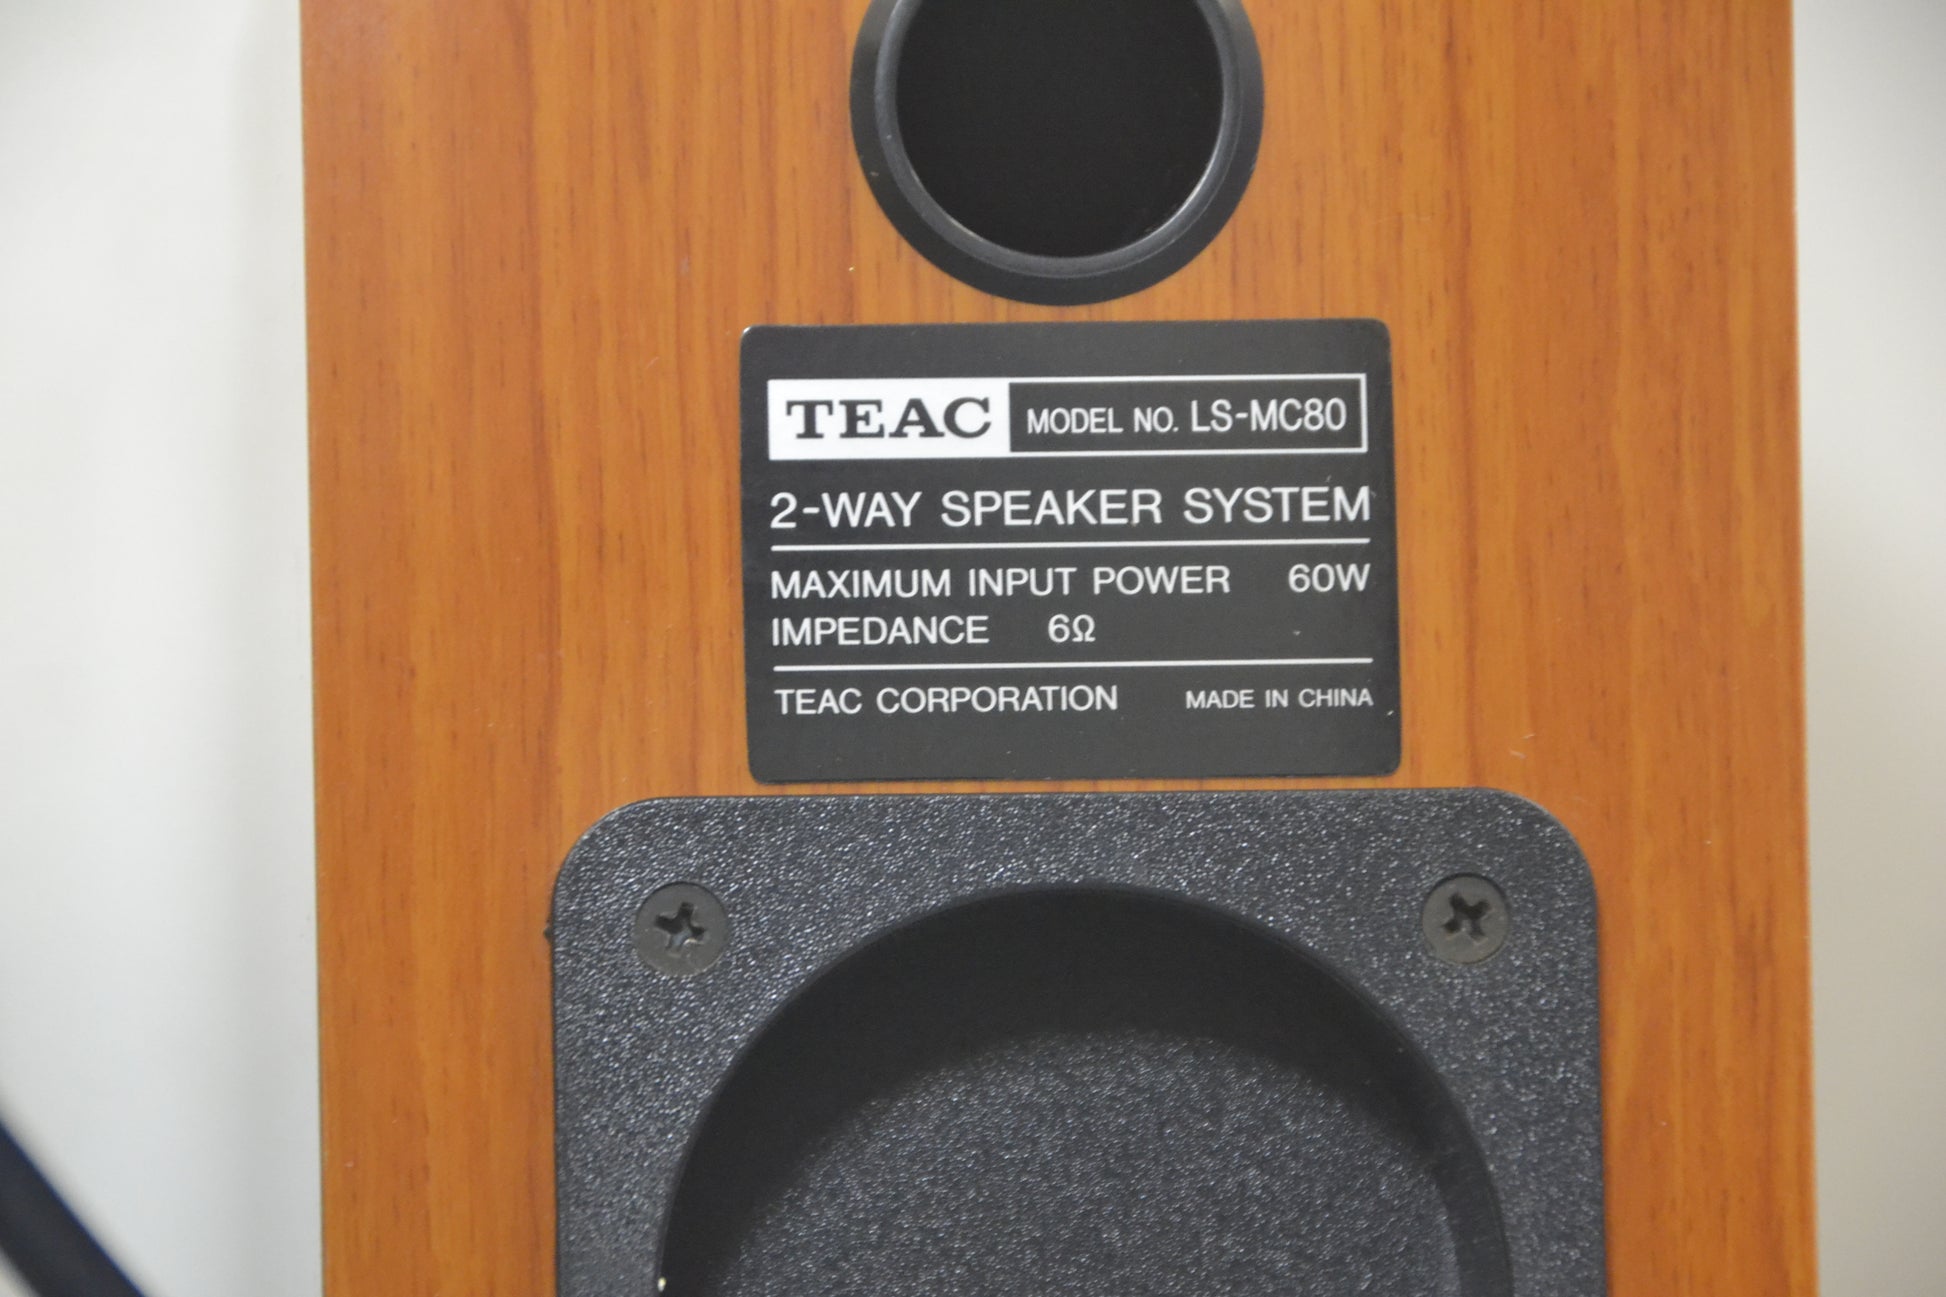 TEAC MODEL NO. LS-MC80
2-WAY SPEAKER SYSTEM
MAXIMUM INPUT POWER 60W
IMPEDANCE 6Ω
TEAC CORPORATION MADE IN CHINA